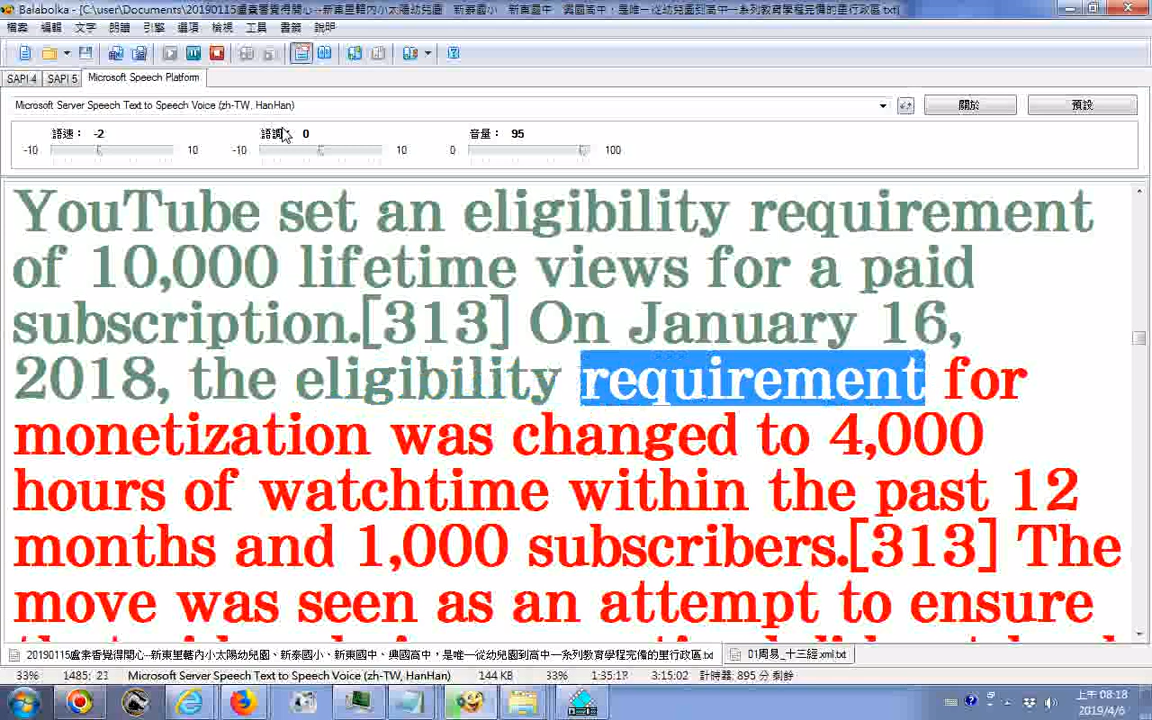 Balabolka - [C:\user\Documents\20190115盧素香覺得開心--新東里轄內小太陽幼兒園、新泰國小、新東國中、興國高中，是唯一從幼兒園到高中一系列教育學程完備的里行政區.txt]
檔案 編輯 文字 朗讀 引擎 選項 檢視 工具 書籤 說明
SAPI 4 SAPI 5 Microsoft Speech Platform
Microsoft Server Speech Text to Speech Voice (zh-TW, HanHan) 關於 預設
語速： -2 語調： 0 音量： 95
-10 10 -10 10 0 100
YouTube set an eligibility requirement
of 10,000 lifetime views for a paid
subscription.[313] On January 16,
2018, the eligibility requirement for
monetization was changed to 4,000
hours of watchtime within the past 12
months and 1,000 subscribers.[313] The
move was seen as an attempt to ensure
20190115盧素香覺得開心--新東里轄內小太陽幼兒園、新泰國小、新東國中、興國高中，是唯一從幼兒園到高中一系列教育學程完備的里行政區.txt 01周易_十三經.xml.txt
33% 1485: 23 Microsoft Server Speech Text to Speech Voice (zh-TW, HanHan) 144 KB 33% 1:35:18 3:15:02 計時器: 895 分 剩餘
上午 08:18
2019/4/6